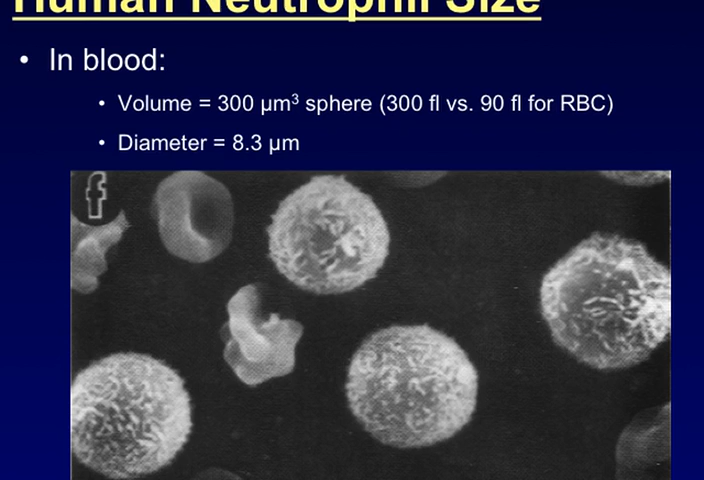 Human Neutrophil Size
• In blood:
• Volume = 300 µm³ sphere (300 fl vs. 90 fl for RBC)
• Diameter = 8.3 µm
f